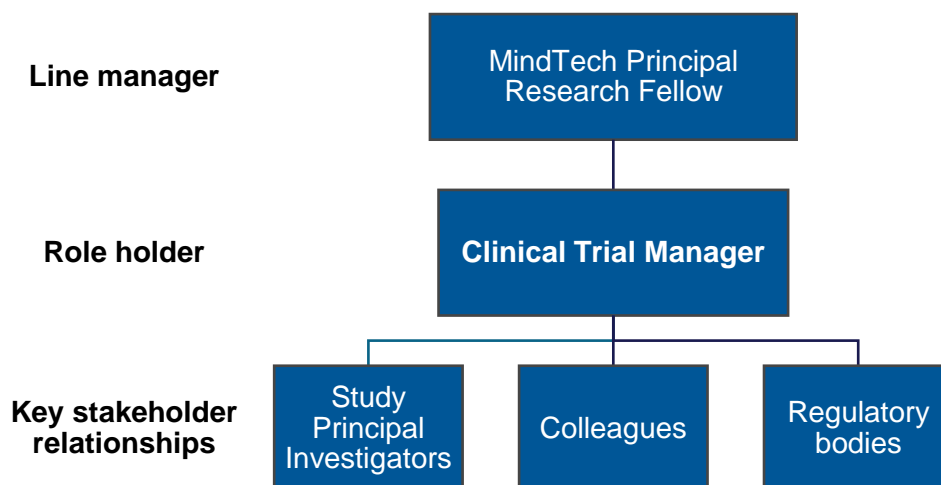 Line manager
MindTech Principal
Research Fellow
Role holder
Clinical Trial Manager
Key stakeholder
relationships
Study
Principal
Investigators
Colleagues
Regulatory
bodies